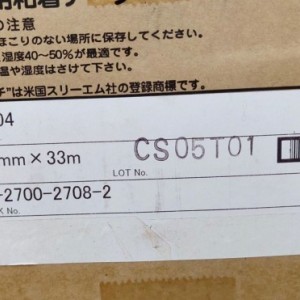 の注意
ほこりのない場所に保存してください。
湿度40〜50%が最適です。
温や湿度はさけて下さい。
チ"は米国スリーエム社の登録商標です。
04
mm×33m
CS05T01
LOT No.
-2700-2708-2
K No.